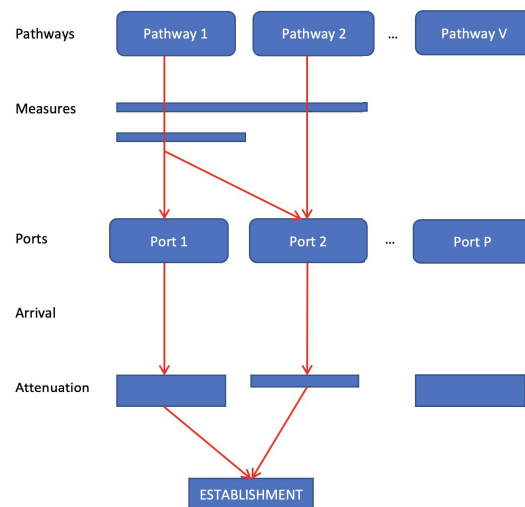 Pathways Pathway 1 Pathway 2 ... Pathway V
Measures
Ports Port 1 Port 2 ... Port P
Arrival
Attenuation
ESTABLISHMENT